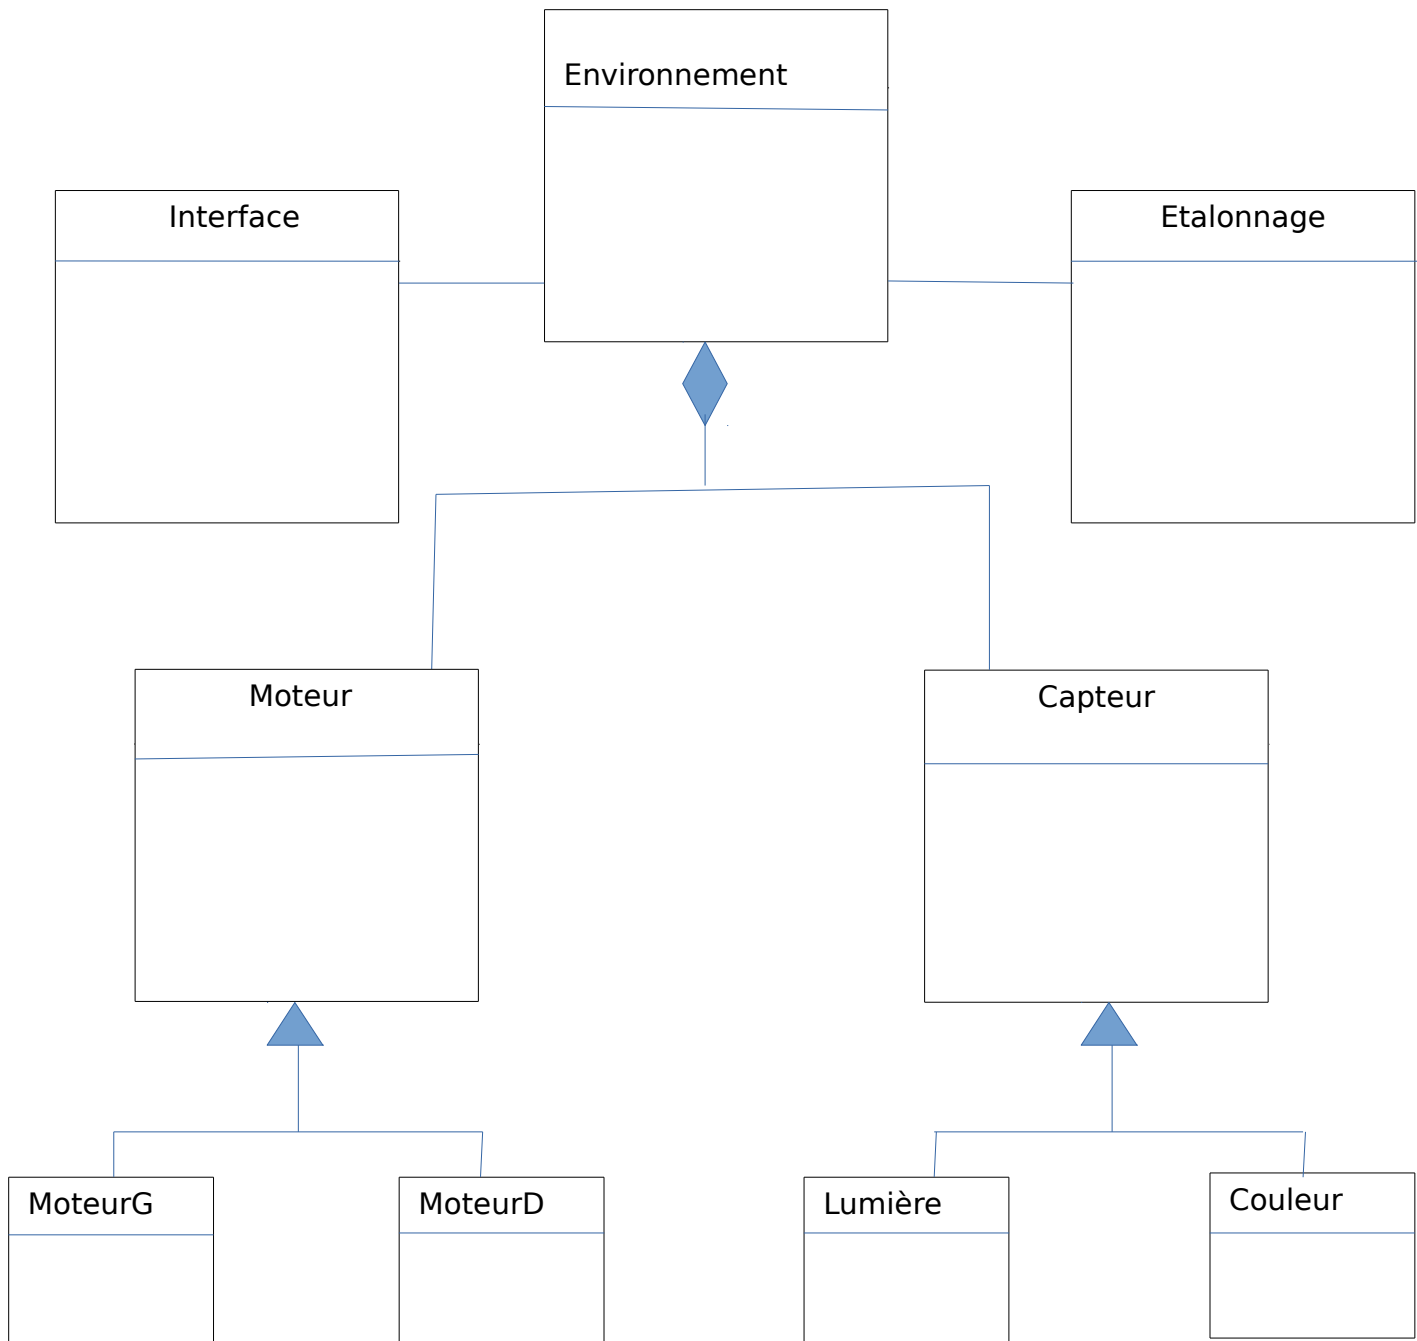 Environnement
Interface
Etalonnage
Moteur
Capteur
MoteurG
MoteurD
Lumière
Couleur